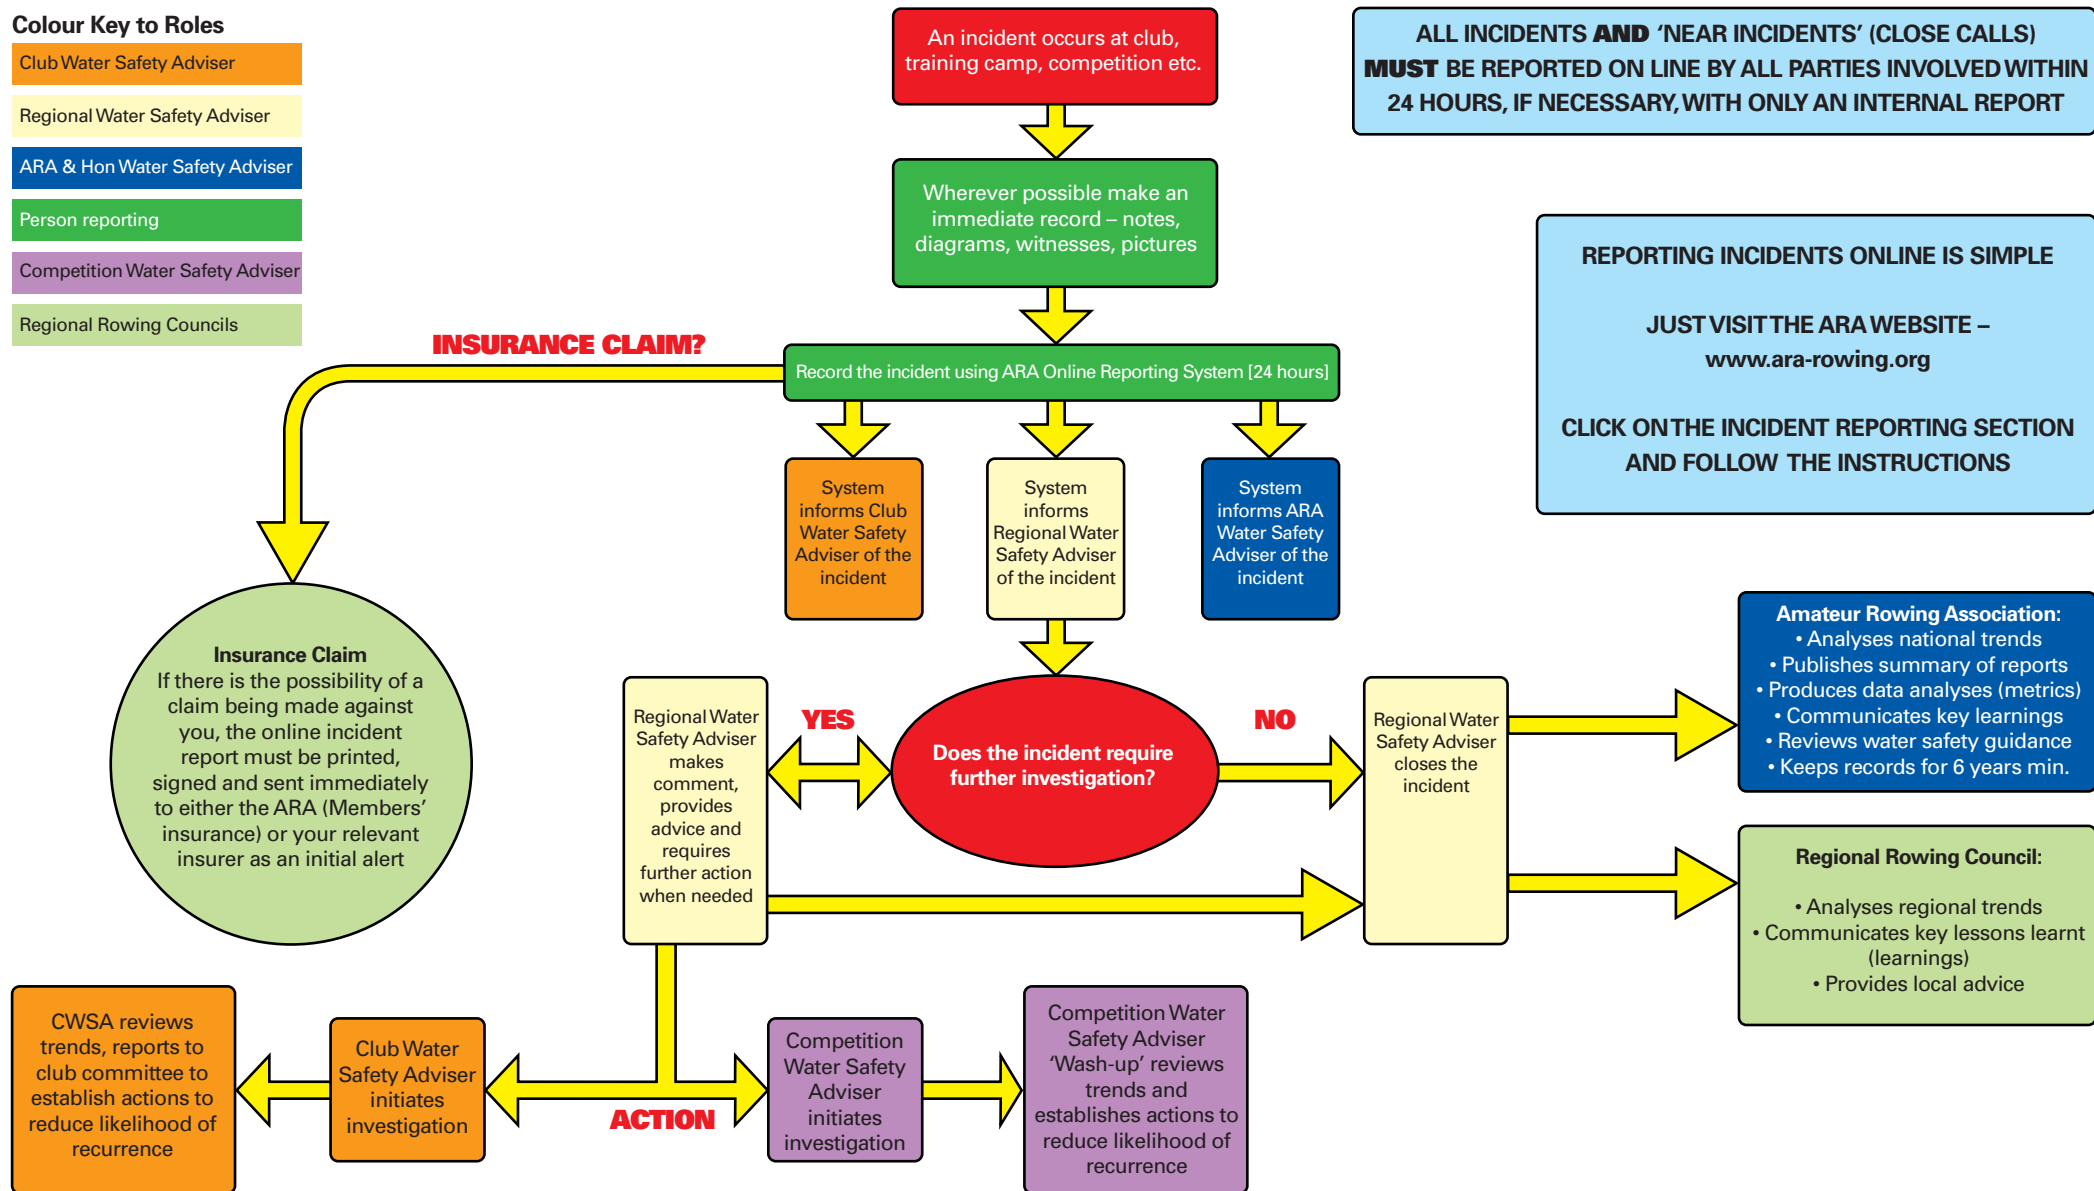 Colour Key to Roles
Club Water Safety Adviser
Regional Water Safety Adviser
ARA & Hon Water Safety Adviser
Person reporting
Competition Water Safety Adviser
Regional Rowing Councils
An incident occurs at club,
training camp, competition etc.
ALL INCIDENTS AND ‘NEAR INCIDENTS’ (CLOSE CALLS)
MUST BE REPORTED ON LINE BY ALL PARTIES INVOLVED WITHIN
24 HOURS, IF NECESSARY, WITH ONLY AN INTERNAL REPORT
Wherever possible make an
immediate record – notes,
diagrams, witnesses, pictures
REPORTING INCIDENTS ONLINE IS SIMPLE
JUST VISIT THE ARA WEBSITE –
www.ara-rowing.org
CLICK ON THE INCIDENT REPORTING SECTION
AND FOLLOW THE INSTRUCTIONS
INSURANCE CLAIM?
Record the incident using ARA Online Reporting System [24 hours]
System
informs Club
Water Safety
Adviser of the
incident
System
informs
Regional Water
Safety Adviser
of the incident
System
informs ARA
Water Safety
Adviser of the
incident
Insurance Claim
If there is the possibility of a
claim being made against
you, the online incident
report must be printed,
signed and sent immediately
to either the ARA (Members’
insurance) or your relevant
insurer as an initial alert
Regional Water
Safety Adviser
makes
comment,
provides
advice and
requires
further action
when needed
YES
Does the incident require
further investigation?
NO
Regional Water
Safety Adviser
closes the
incident
Amateur Rowing Association:
• Analyses national trends
• Publishes summary of reports
• Produces data analyses (metrics)
• Communicates key learnings
• Reviews water safety guidance
• Keeps records for 6 years min.
Regional Rowing Council:
• Analyses regional trends
• Communicates key lessons learnt
(learnings)
• Provides local advice
CWSA reviews
trends, reports to
club committee to
establish actions to
reduce likelihood of
recurrence
Club Water
Safety Adviser
initiates
investigation
ACTION
Competition
Water Safety
Adviser
initiates
investigation
Competition Water
Safety Adviser
‘Wash-up’ reviews
trends and
establishes actions to
reduce likelihood of
recurrence